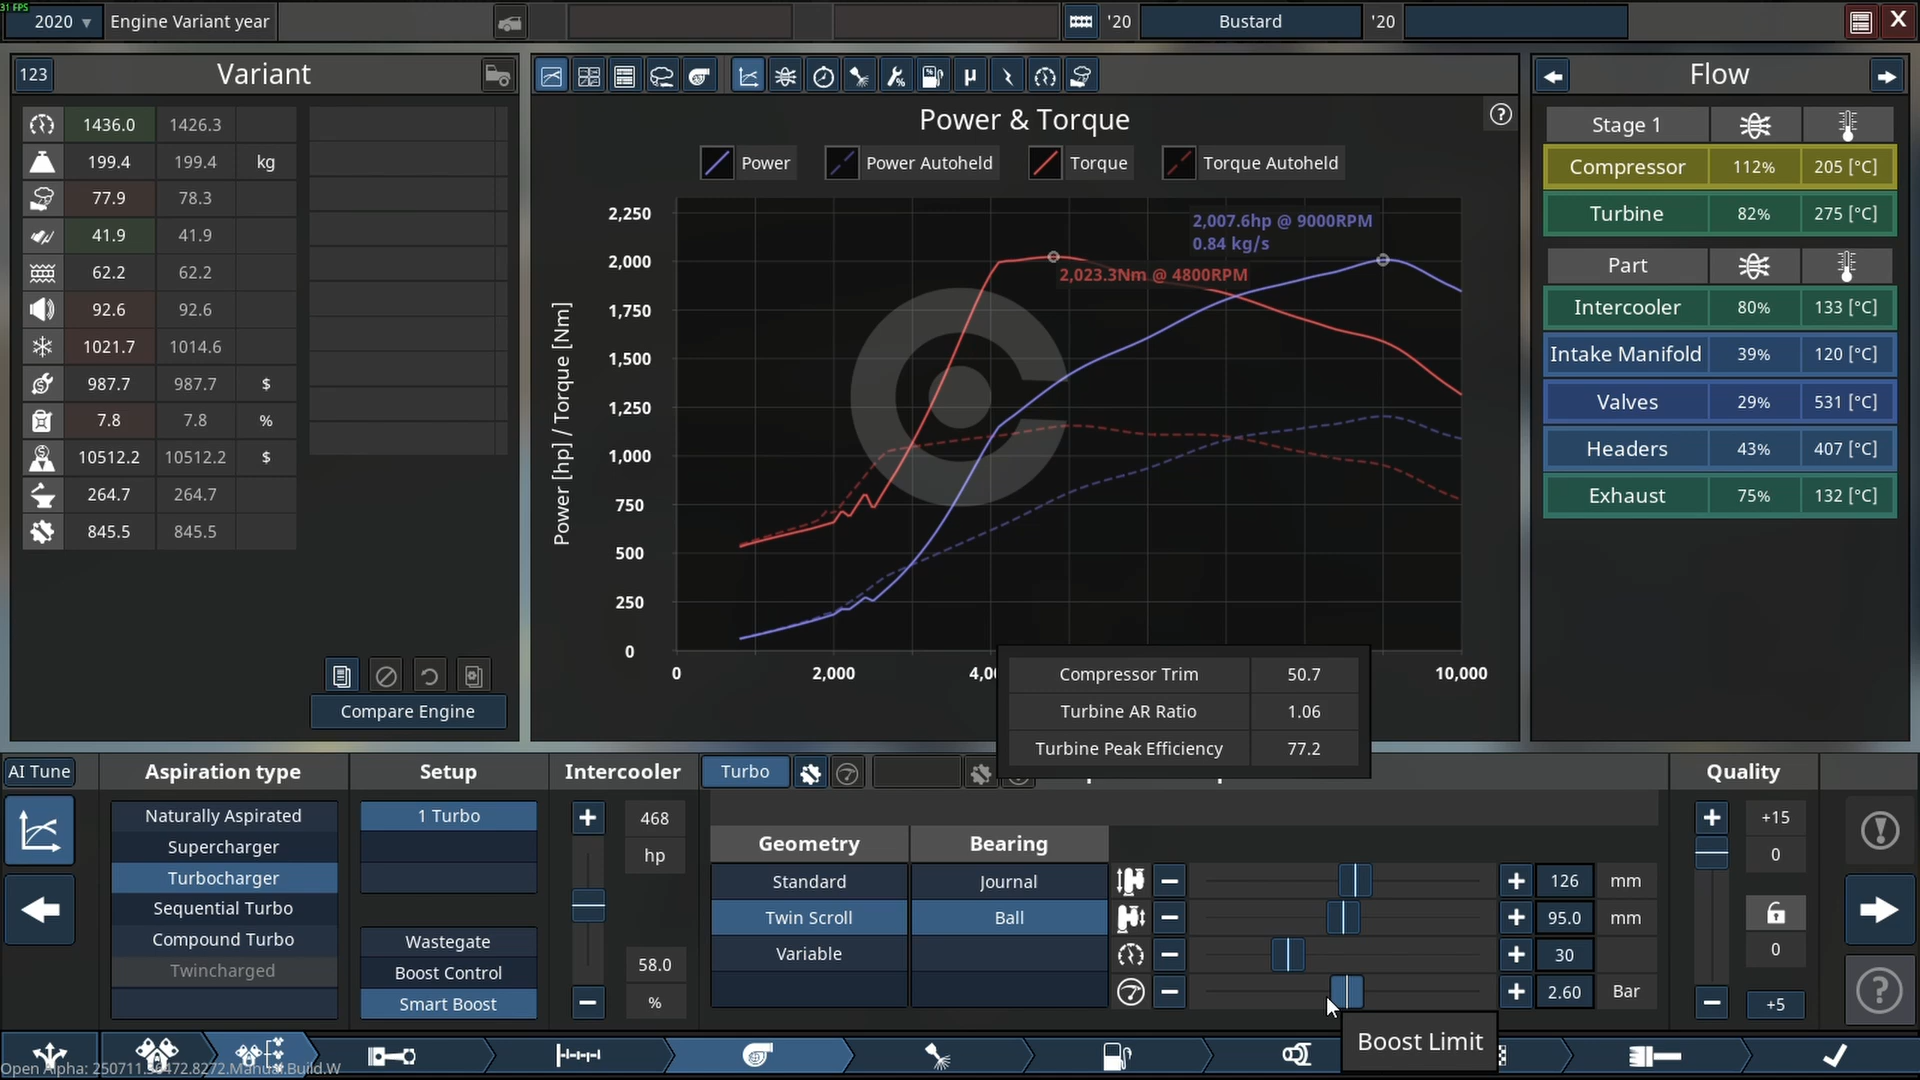 31 FPS
2020 ▼ Engine Variant year
'20 Bustard '20 X
123 Variant
1436.0 1426.3
199.4 199.4 kg
77.9 78.3
41.9 41.9
62.2 62.2
92.6 92.6
1021.7 1014.6
987.7 987.7 $
7.8 7.8 %
10512.2 10512.2 $
264.7 264.7
845.5 845.5
Compare Engine
μ
Power & Torque
?
Power Power Autoheld Torque Torque Autoheld
Power [hp] / Torque [Nm]
2,250
2,000
1,750
1,500
1,250
1,000
750
500
250
0
2,007.6hp @ 9000RPM
0.84 kg/s
2,023.3Nm @ 4800RPM
0 2,000 10,000
Compressor Trim 50.7
Turbine AR Ratio 1.06
Turbine Peak Efficiency 77.2
Flow
Stage 1
Compressor 112% 205 [°C]
Turbine 82% 275 [°C]
Part
Intercooler 80% 133 [°C]
Intake Manifold 39% 120 [°C]
Valves 29% 531 [°C]
Headers 43% 407 [°C]
Exhaust 75% 132 [°C]
AI Tune
Aspiration type
Naturally Aspirated
Supercharger
Turbocharger
Sequential Turbo
Compound Turbo
Twincharged
Setup
1 Turbo
Wastegate
Boost Control
Smart Boost
Intercooler
+ 468
hp
58.0
− %
Turbo
Geometry
Standard
Twin Scroll
Variable
Bearing
Journal
Ball
− + 126 mm
− + 95.0 mm
− + 30
− + 2.60 Bar
Boost Limit
Quality
+ +15
0
0
− +5
!
?
Open Alpha: 250711.